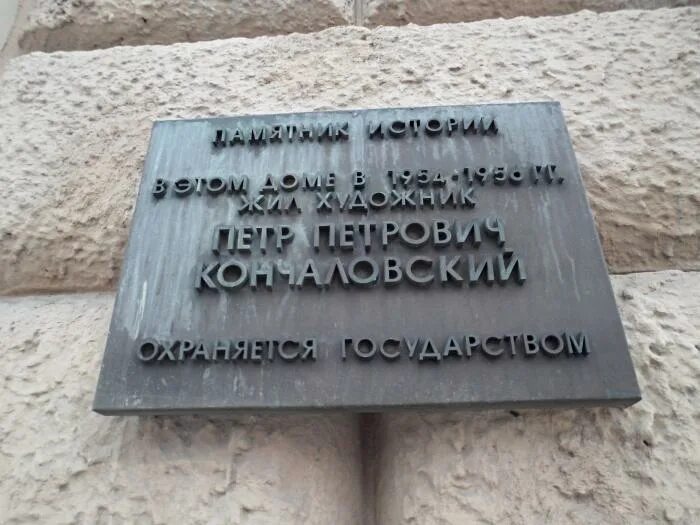 ПАМЯТНИК ИСТОРИИ
В ЭТОМ ДОМЕ В 1954-1956 ГГ.
ЖИЛ ХУДОЖНИК
ПЕТР ПЕТРОВИЧ
КОНЧАЛОВСКИЙ
ОХРАНЯЕТСЯ ГОСУДАРСТВОМ